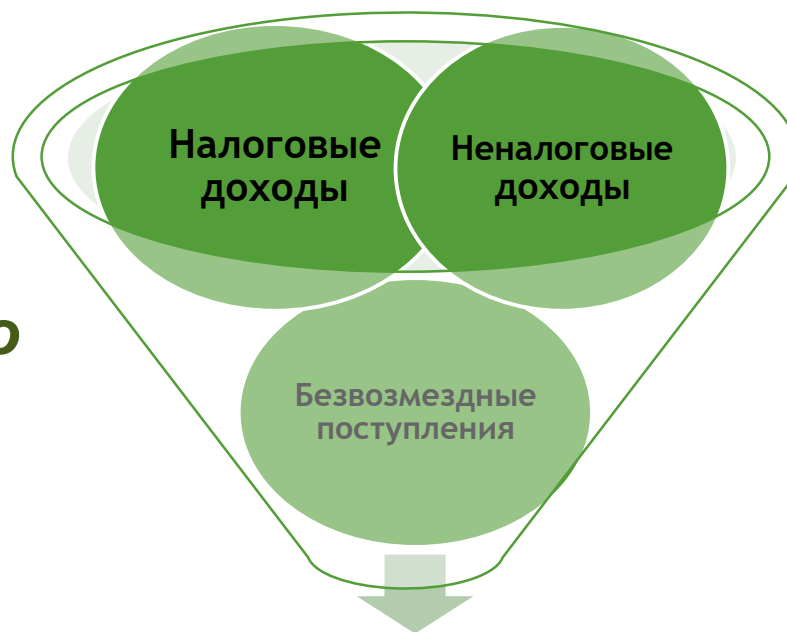 Налоговые
доходы
Неналоговые
доходы
Безвозмездные
поступления